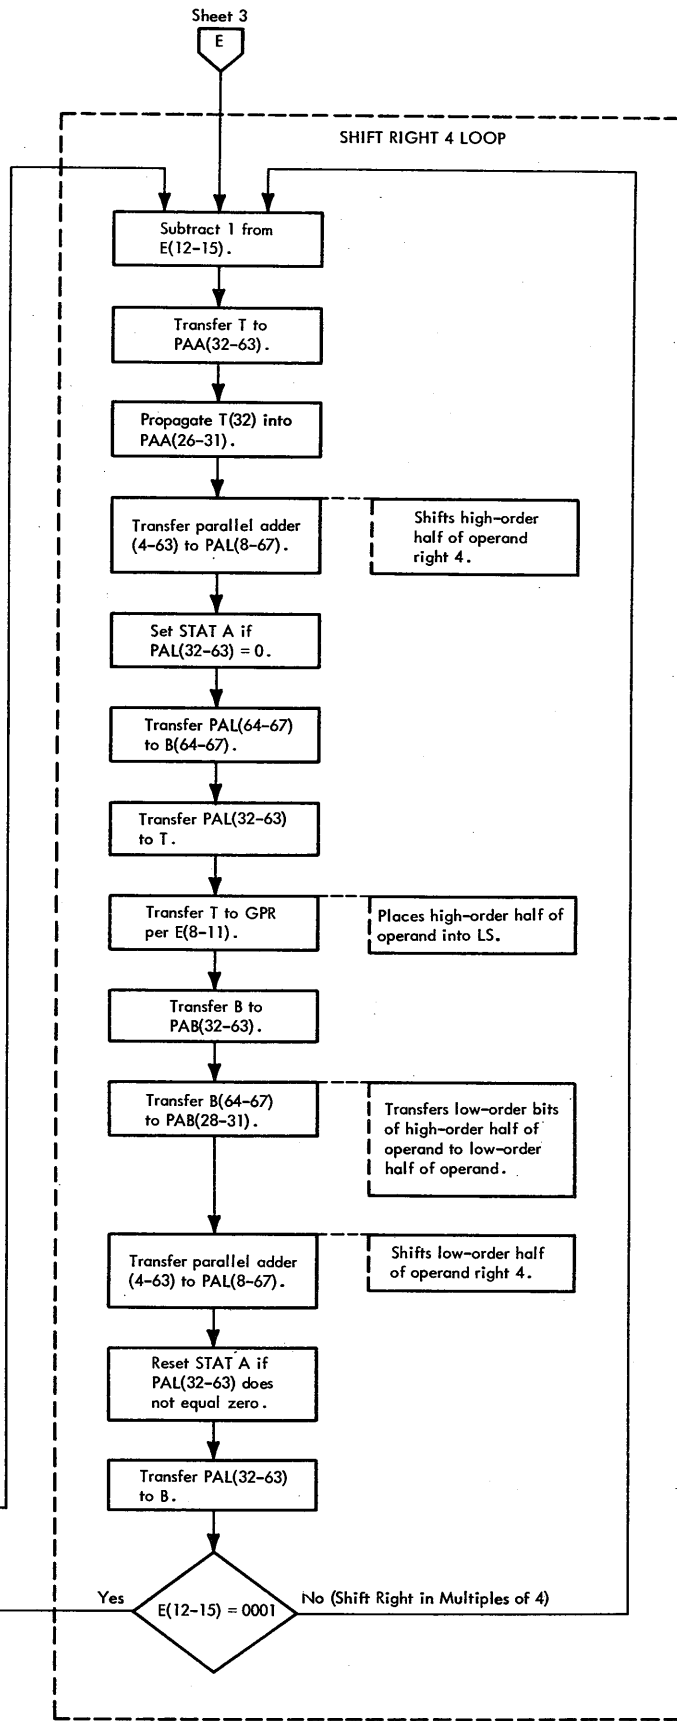 Sheet 3
E
SHIFT RIGHT 4 LOOP
Subtract 1 from
E(12-15).
Transfer T to
PAA(32-63).
Propagate T(32) into
PAA(26-31).
Transfer parallel adder
(4-63) to PAL(8-67).
Shifts high-order
half of operand
right 4.
Set STAT A if
PAL(32-63) = 0.
Transfer PAL(64-67)
to B(64-67).
Transfer PAL(32-63)
to T.
Transfer T to GPR
per E(8-11).
Places high-order half of
operand into LS.
Transfer B to
PAB(32-63).
Transfer B(64-67)
to PAB(28-31).
Transfers low-order bits
of high-order half of
operand to low-order
half of operand.
Transfer parallel adder
(4-63) to PAL(8-67).
Shifts low-order half
of operand right 4.
Reset STAT A if
PAL(32-63) does
not equal zero.
Transfer PAL(32-63)
to B.
Yes
E(12-15) = 0001
No (Shift Right in Multiples of 4)